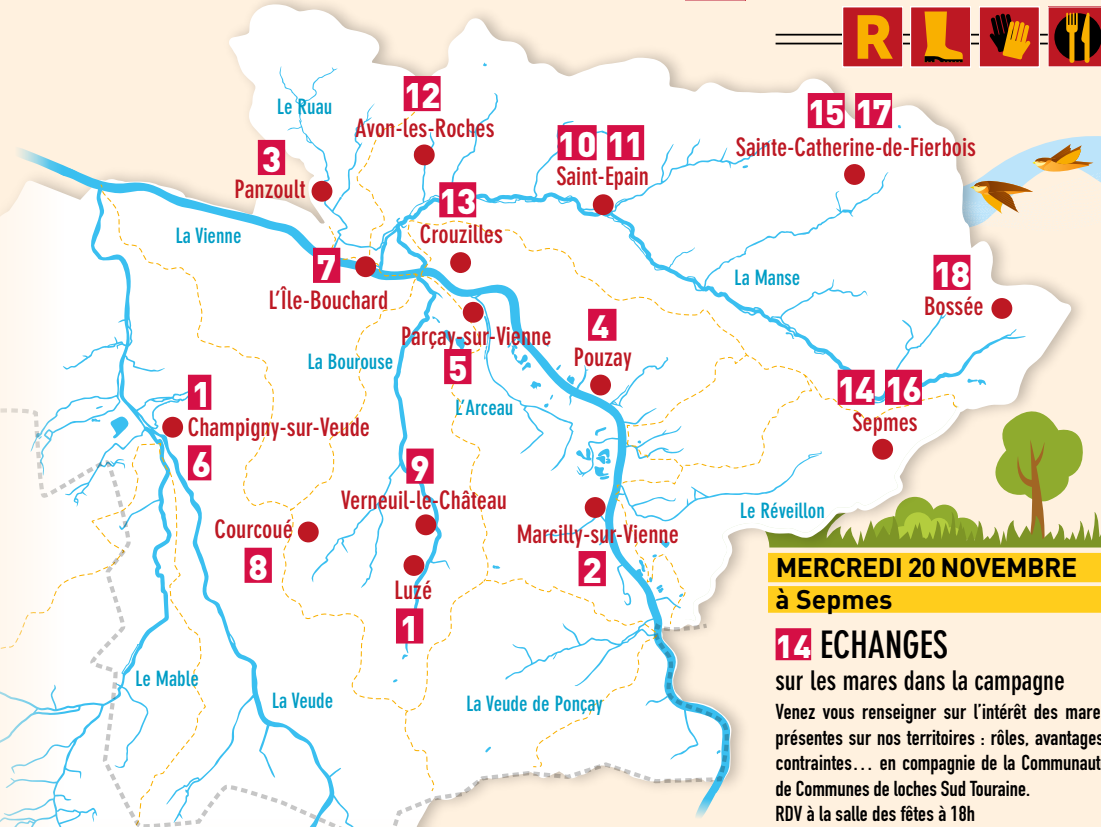 R L
12
Le Ruau
Avon-les-Roches
15 17
10 11
Sainte-Catherine-de-Fierbois
3
Saint-Epain
Panzoult
13
Crouzilles
La Vienne
7
La Manse
18
L'Île-Bouchard
Bossée
4
Parçay-sur-Vienne
5
Pouzay
La Bourouse
14 16
1
L'Arceau
Sepmes
Champigny-sur-Veude
6
9
Verneuil-le-Château
Le Réveillon
Courcoué
8
Marcilly-sur-Vienne
2
Luzé
1
Le Mable
La Veude
La Veude de Ponçay
MERCREDI 20 NOVEMBRE
à Sepmes
14 ECHANGES
sur les mares dans la campagne
Venez vous renseigner sur l'intérêt des mare
présentes sur nos territoires : rôles, avantages
contraintes... en compagnie de la Communaut
de Communes de loches Sud Touraine.
RDV à la salle des fêtes à 18h